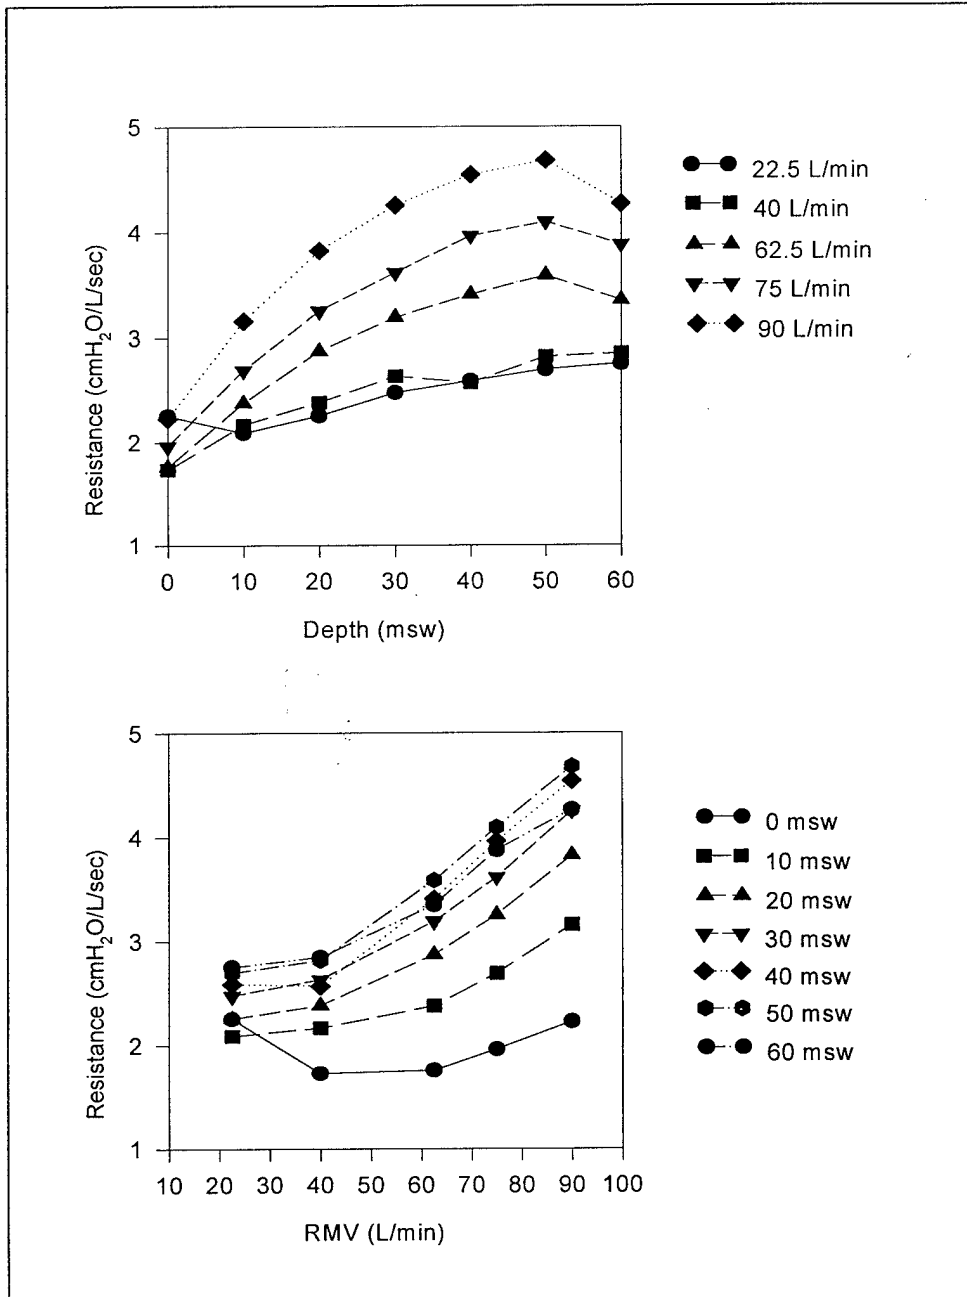 5
4
3
2
1
Resistance (cmH₂O/L/sec)
0 10 20 30 40 50 60
Depth (msw)
22.5 L/min
40 L/min
62.5 L/min
75 L/min
90 L/min
5
4
3
2
1
Resistance (cmH₂O/L/sec)
10 20 30 40 50 60 70 80 90 100
RMV (L/min)
0 msw
10 msw
20 msw
30 msw
40 msw
50 msw
60 msw